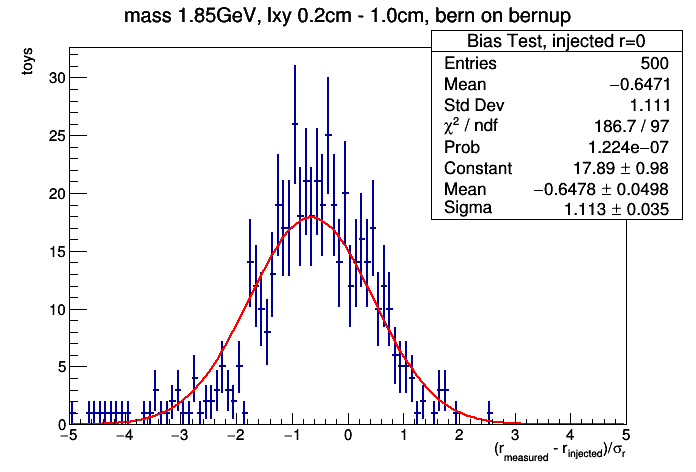 mass 1.85GeV, lxy 0.2cm - 1.0cm, bern on bernup
Bias Test, injected r=0
Entries 500
Mean −0.6471
Std Dev 1.111
χ² / ndf 186.7 / 97
Prob 1.224e−07
Constant 17.89 ± 0.98
Mean −0.6478 ± 0.0498
Sigma 1.113 ± 0.035
toys
30
25
20
15
10
5
0
−5 −4 −3 −2 −1 0 1 2 3 4 5
(r_measured - r_injected)/σ_r